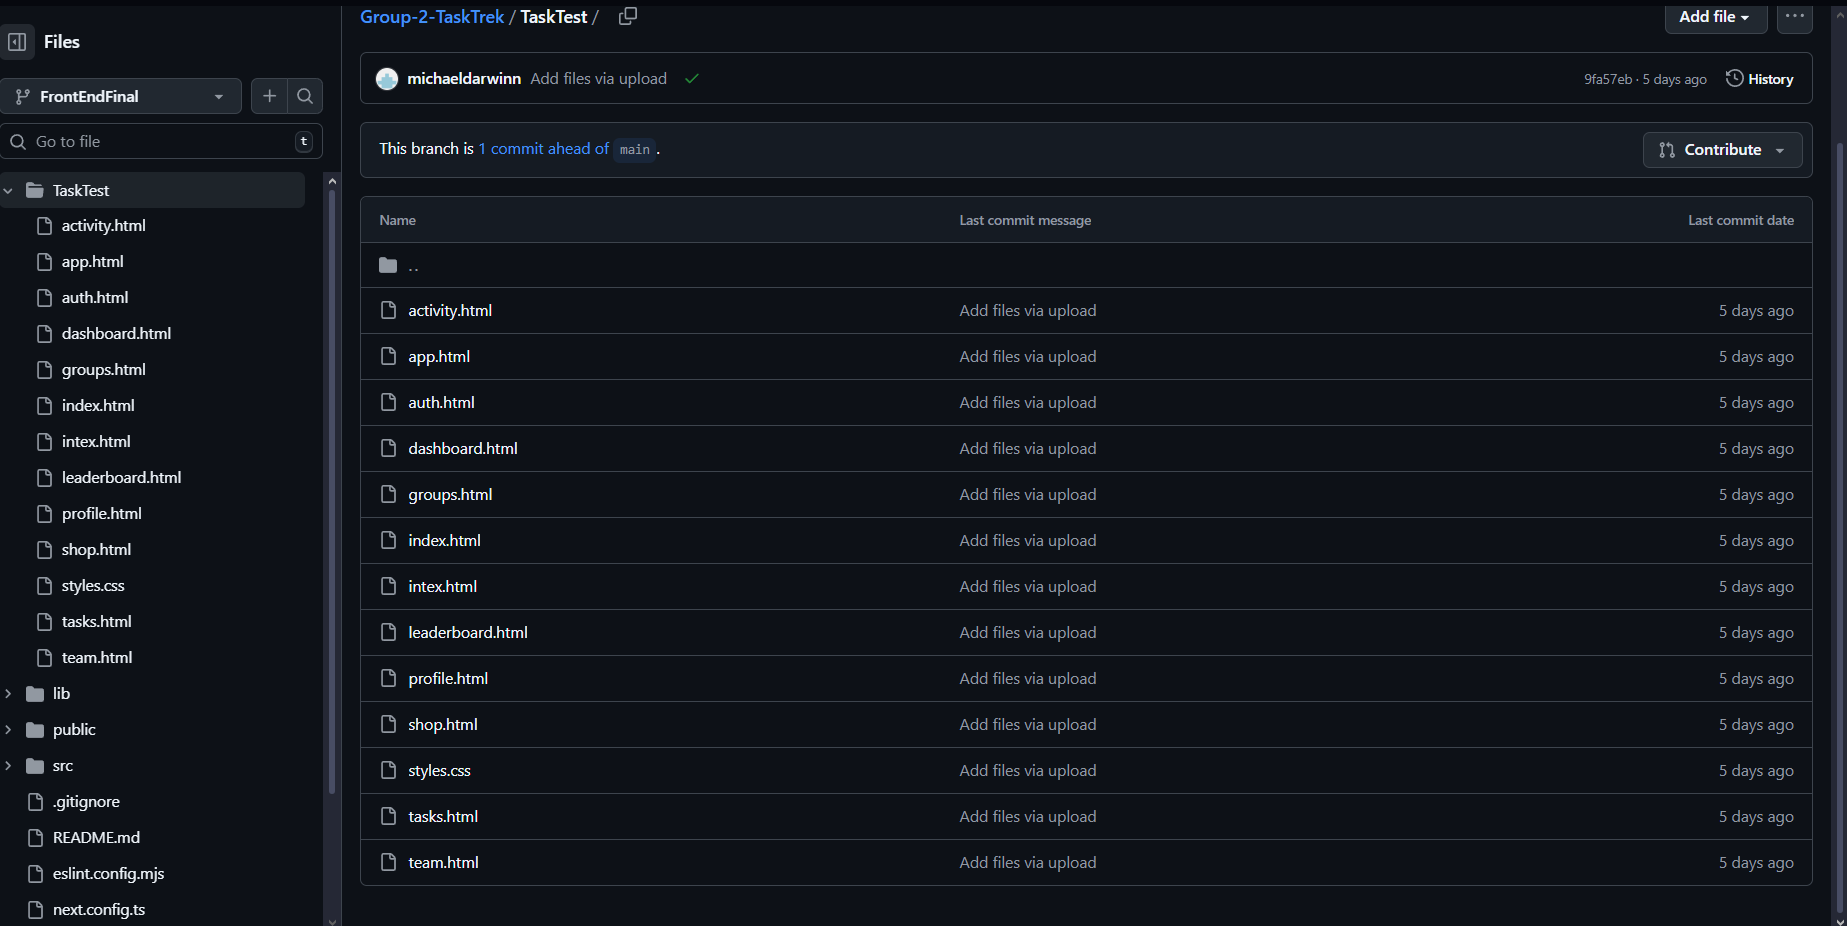 Files
FrontEndFinal
Go to file
t
TaskTest
activity.html
app.html
auth.html
dashboard.html
groups.html
index.html
intex.html
leaderboard.html
profile.html
shop.html
styles.css
tasks.html
team.html
lib
public
src
.gitignore
README.md
eslint.config.mjs
next.config.ts
Group-2-TaskTrek / TaskTest /
Add file
michaeldarwinn Add files via upload
9fa57eb · 5 days ago History
This branch is 1 commit ahead of main .
Contribute
Name Last commit message Last commit date
..
activity.html Add files via upload 5 days ago
app.html Add files via upload 5 days ago
auth.html Add files via upload 5 days ago
dashboard.html Add files via upload 5 days ago
groups.html Add files via upload 5 days ago
index.html Add files via upload 5 days ago
intex.html Add files via upload 5 days ago
leaderboard.html Add files via upload 5 days ago
profile.html Add files via upload 5 days ago
shop.html Add files via upload 5 days ago
styles.css Add files via upload 5 days ago
tasks.html Add files via upload 5 days ago
team.html Add files via upload 5 days ago